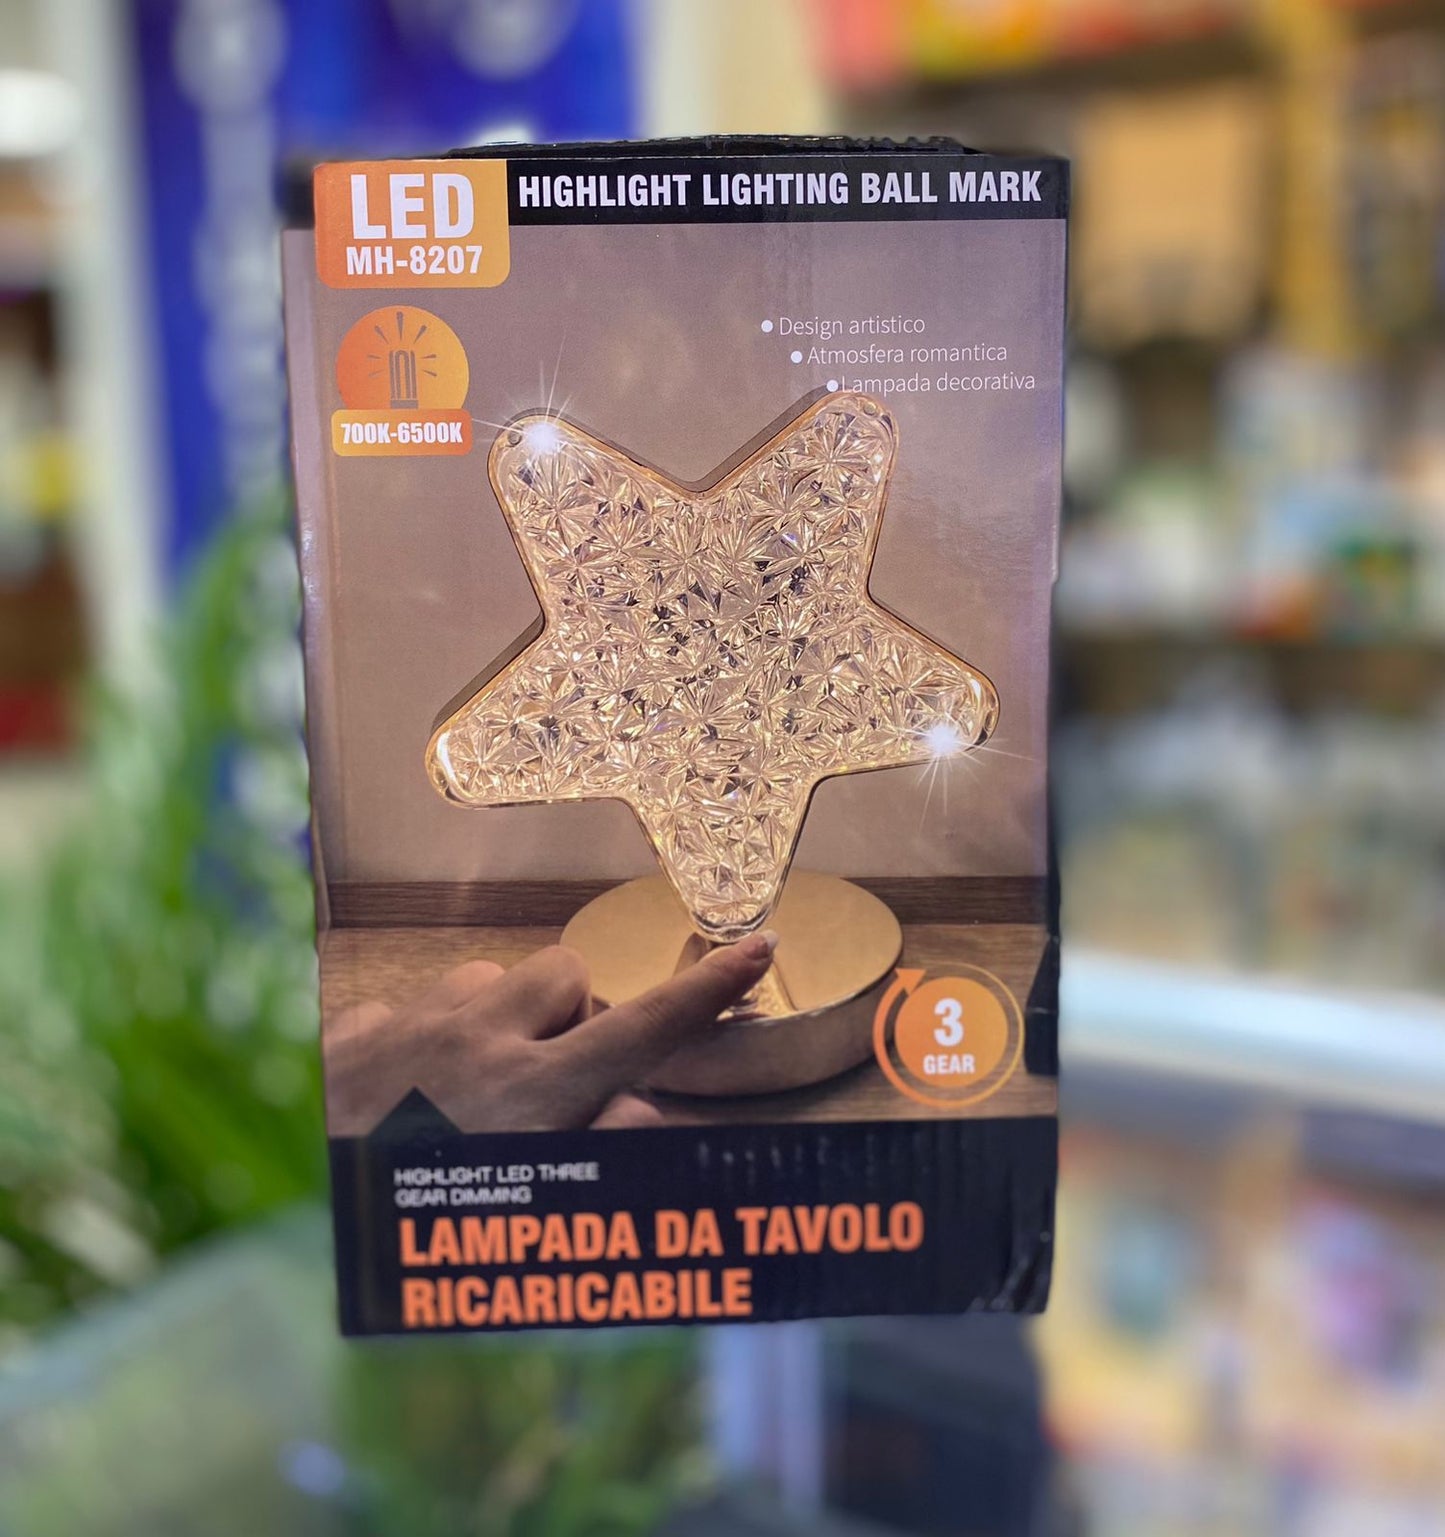 LED
MH-8207
HIGHLIGHT LIGHTING BALL MARK
700K-6500K
Design artistico
Atmosfera romantica
Lampada decorativa
3
GEAR
HIGHLIGHT LED THREE
GEAR DIMMING
LAMPADA DA TAVOLO
RICARICABILE